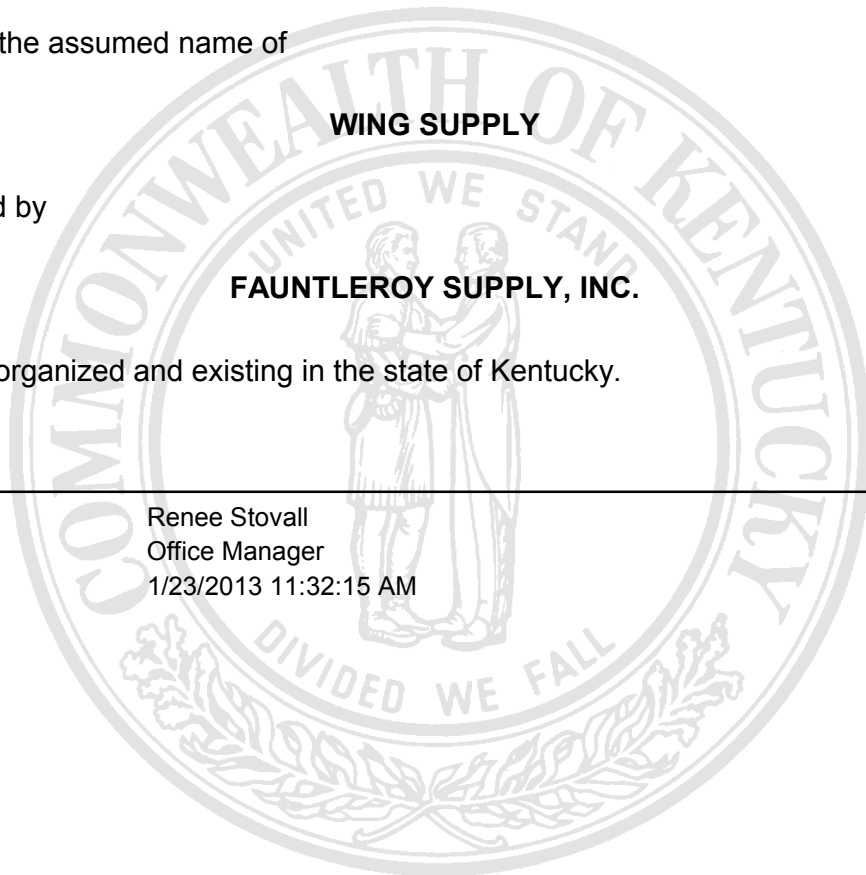 the assumed name of
WING SUPPLY
d by
FAUNTLEROY SUPPLY, INC.
organized and existing in the state of Kentucky.
Renee Stovall
Office Manager
1/23/2013 11:32:15 AM
COMMONWEALTH OF KENTUCKY
UNITED WE STAND
DIVIDED WE FALL